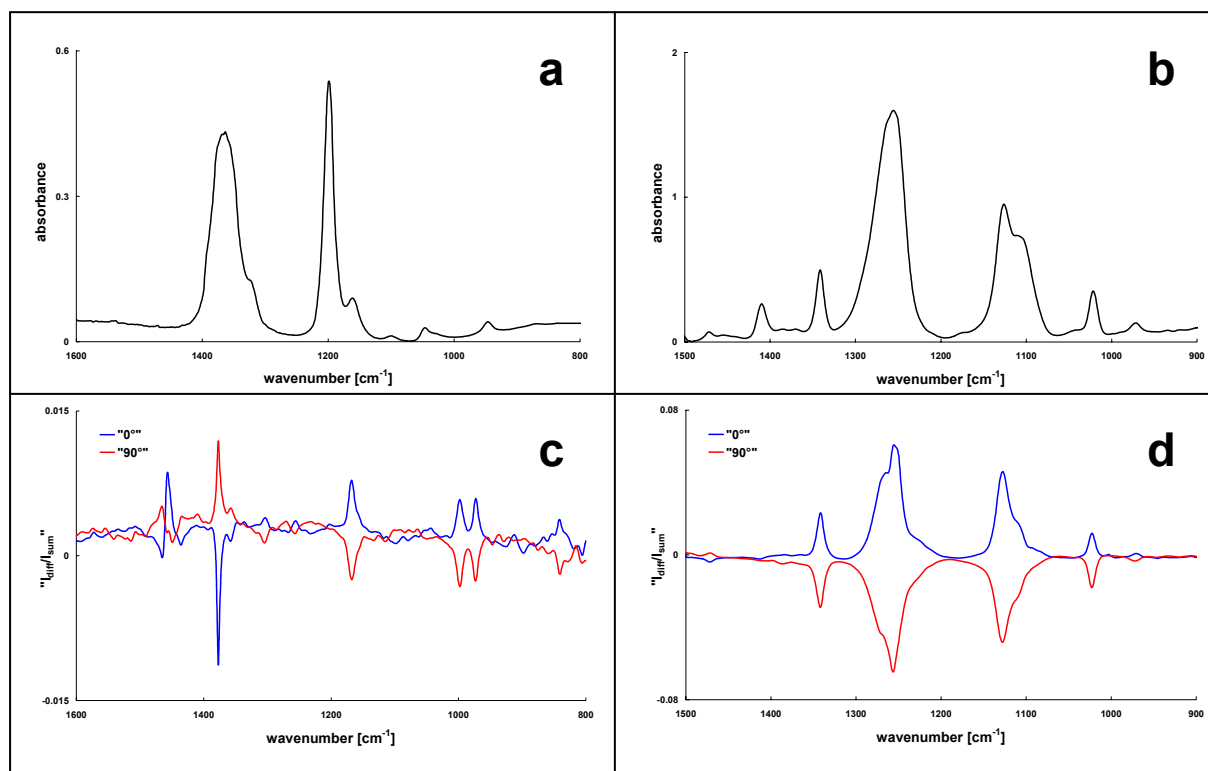 a
0.6
0.3
0
absorbance
1600 1400 1200 1000 800
wavenumber [cm-1]
b
2
1
0
absorbance
1500 1400 1300 1200 1100 1000 900
wavenumber [cm-1]
c
0.015
0
-0.015
"Idiff/Isum"
"0°"
"90°"
1600 1400 1200 1000 800
wavenumber [cm-1]
d
0.08
0
-0.08
"Idiff/Isum"
"0°"
"90°"
1500 1400 1300 1200 1100 1000 900
wavenumber [cm-1]